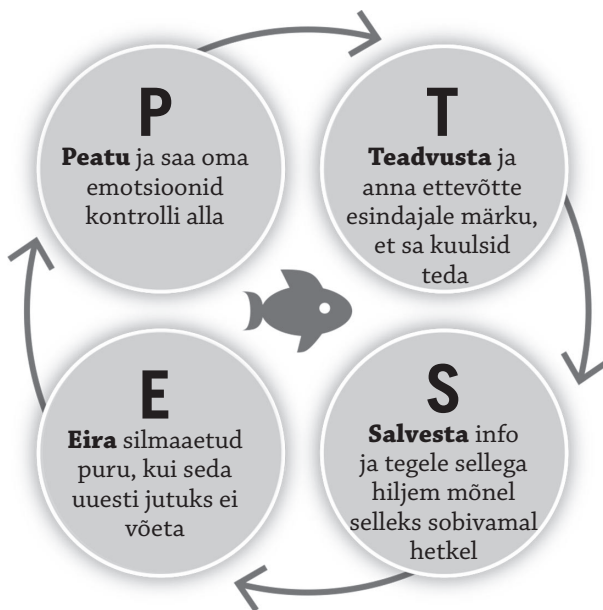 P
Peatu ja saa oma
emotsioonid
kontrolli alla
T
Teadvusta ja
anna ettevõtte
esindajale märku,
et sa kuulsid
teda
S
Salvesta info
ja tegele sellega
hiljem mõnel
selleks sobivamal
hetkel
E
Eira silmaaetud
puru, kui seda
uuesti jutuks ei
võeta